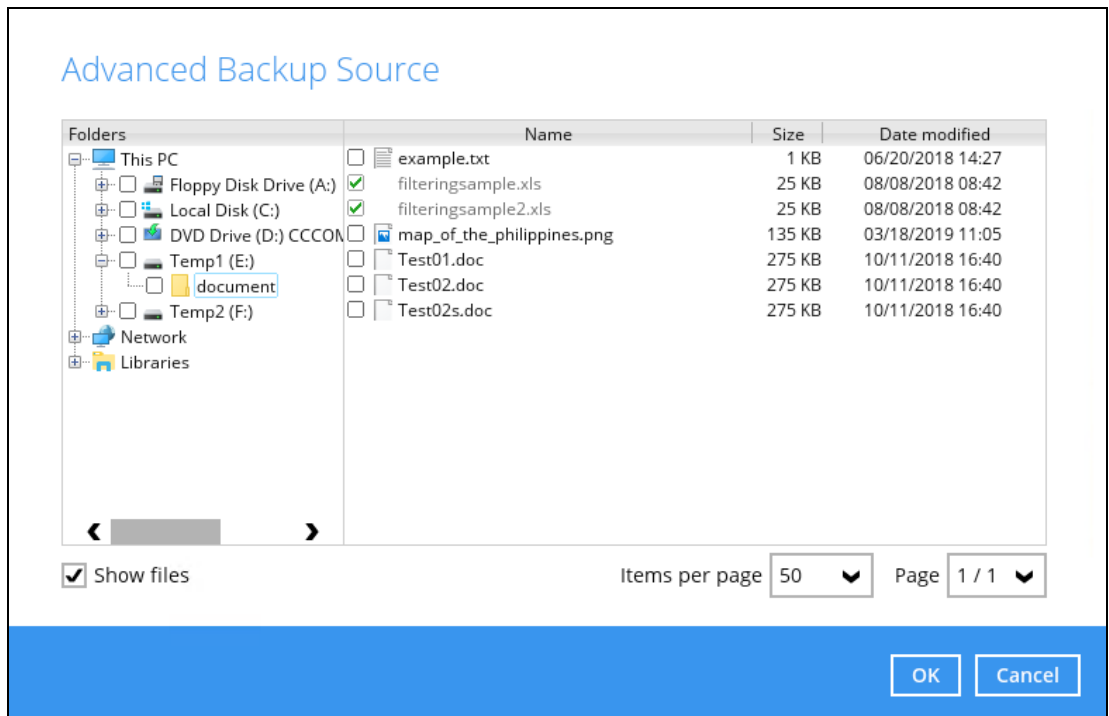 Advanced Backup Source
Folders Name Size Date modified
This PC example.txt 1 KB 06/20/2018 14:27
Floppy Disk Drive (A:) filteringsample.xls 25 KB 08/08/2018 08:42
Local Disk (C:) filteringsample2.xls 25 KB 08/08/2018 08:42
DVD Drive (D:) CCCOM map_of_the_philippines.png 135 KB 03/18/2019 11:05
Temp1 (E:) Test01.doc 275 KB 10/11/2018 16:40
document Test02.doc 275 KB 10/11/2018 16:40
Temp2 (F:) Test02s.doc 275 KB 10/11/2018 16:40
Network
Libraries
Show files Items per page 50 Page 1 / 1
OK Cancel